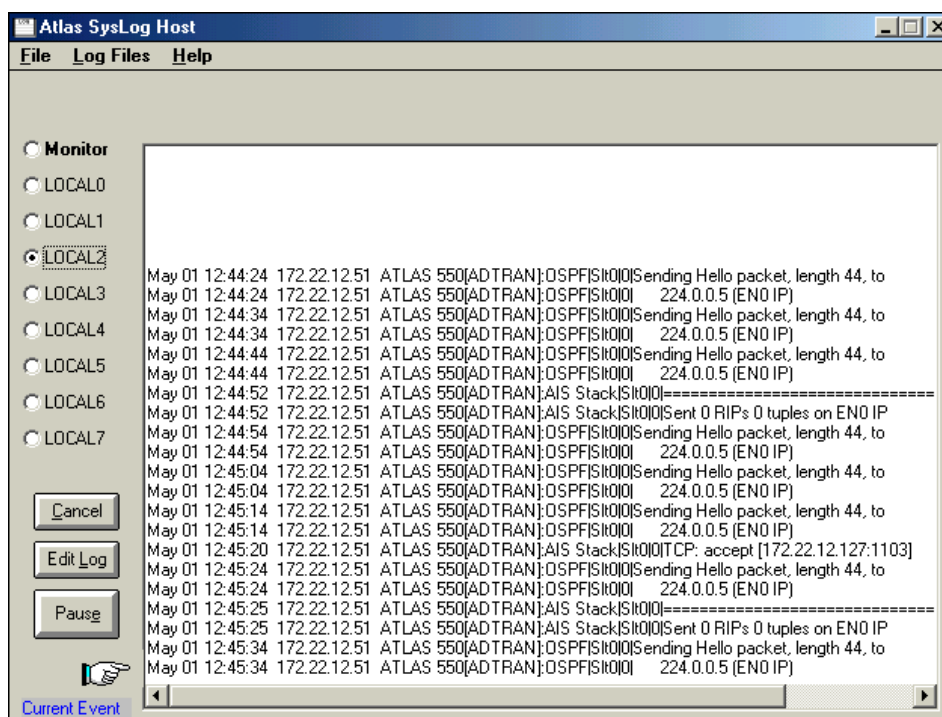 Atlas SysLog Host
File Log Files Help
Monitor
LOCAL0
LOCAL1
LOCAL2
LOCAL3
LOCAL4
LOCAL5
LOCAL6
LOCAL7
Cancel
Edit Log
Pause
Current Event
May 01 12:44:24 172.22.12.51 ATLAS 550[ADTRAN]:OSPF|Slt0|0|Sending Hello packet, length 44, to
May 01 12:44:24 172.22.12.51 ATLAS 550[ADTRAN]:OSPF|Slt0|0| 224.0.0.5 (EN0 IP)
May 01 12:44:34 172.22.12.51 ATLAS 550[ADTRAN]:OSPF|Slt0|0|Sending Hello packet, length 44, to
May 01 12:44:34 172.22.12.51 ATLAS 550[ADTRAN]:OSPF|Slt0|0| 224.0.0.5 (EN0 IP)
May 01 12:44:44 172.22.12.51 ATLAS 550[ADTRAN]:OSPF|Slt0|0|Sending Hello packet, length 44, to
May 01 12:44:44 172.22.12.51 ATLAS 550[ADTRAN]:OSPF|Slt0|0| 224.0.0.5 (EN0 IP)
May 01 12:44:52 172.22.12.51 ATLAS 550[ADTRAN]:AIS Stack|Slt0|0|==============================
May 01 12:44:52 172.22.12.51 ATLAS 550[ADTRAN]:AIS Stack|Slt0|0|Sent 0 RIPs 0 tuples on EN0 IP
May 01 12:44:54 172.22.12.51 ATLAS 550[ADTRAN]:OSPF|Slt0|0|Sending Hello packet, length 44, to
May 01 12:44:54 172.22.12.51 ATLAS 550[ADTRAN]:OSPF|Slt0|0| 224.0.0.5 (EN0 IP)
May 01 12:45:04 172.22.12.51 ATLAS 550[ADTRAN]:OSPF|Slt0|0|Sending Hello packet, length 44, to
May 01 12:45:04 172.22.12.51 ATLAS 550[ADTRAN]:OSPF|Slt0|0| 224.0.0.5 (EN0 IP)
May 01 12:45:14 172.22.12.51 ATLAS 550[ADTRAN]:OSPF|Slt0|0|Sending Hello packet, length 44, to
May 01 12:45:14 172.22.12.51 ATLAS 550[ADTRAN]:OSPF|Slt0|0| 224.0.0.5 (EN0 IP)
May 01 12:45:20 172.22.12.51 ATLAS 550[ADTRAN]:AIS Stack|Slt0|0|TCP: accept [172.22.12.127:1103]
May 01 12:45:24 172.22.12.51 ATLAS 550[ADTRAN]:OSPF|Slt0|0|Sending Hello packet, length 44, to
May 01 12:45:24 172.22.12.51 ATLAS 550[ADTRAN]:OSPF|Slt0|0| 224.0.0.5 (EN0 IP)
May 01 12:45:25 172.22.12.51 ATLAS 550[ADTRAN]:AIS Stack|Slt0|0|==============================
May 01 12:45:25 172.22.12.51 ATLAS 550[ADTRAN]:AIS Stack|Slt0|0|Sent 0 RIPs 0 tuples on EN0 IP
May 01 12:45:34 172.22.12.51 ATLAS 550[ADTRAN]:OSPF|Slt0|0|Sending Hello packet, length 44, to
May 01 12:45:34 172.22.12.51 ATLAS 550[ADTRAN]:OSPF|Slt0|0| 224.0.0.5 (EN0 IP)